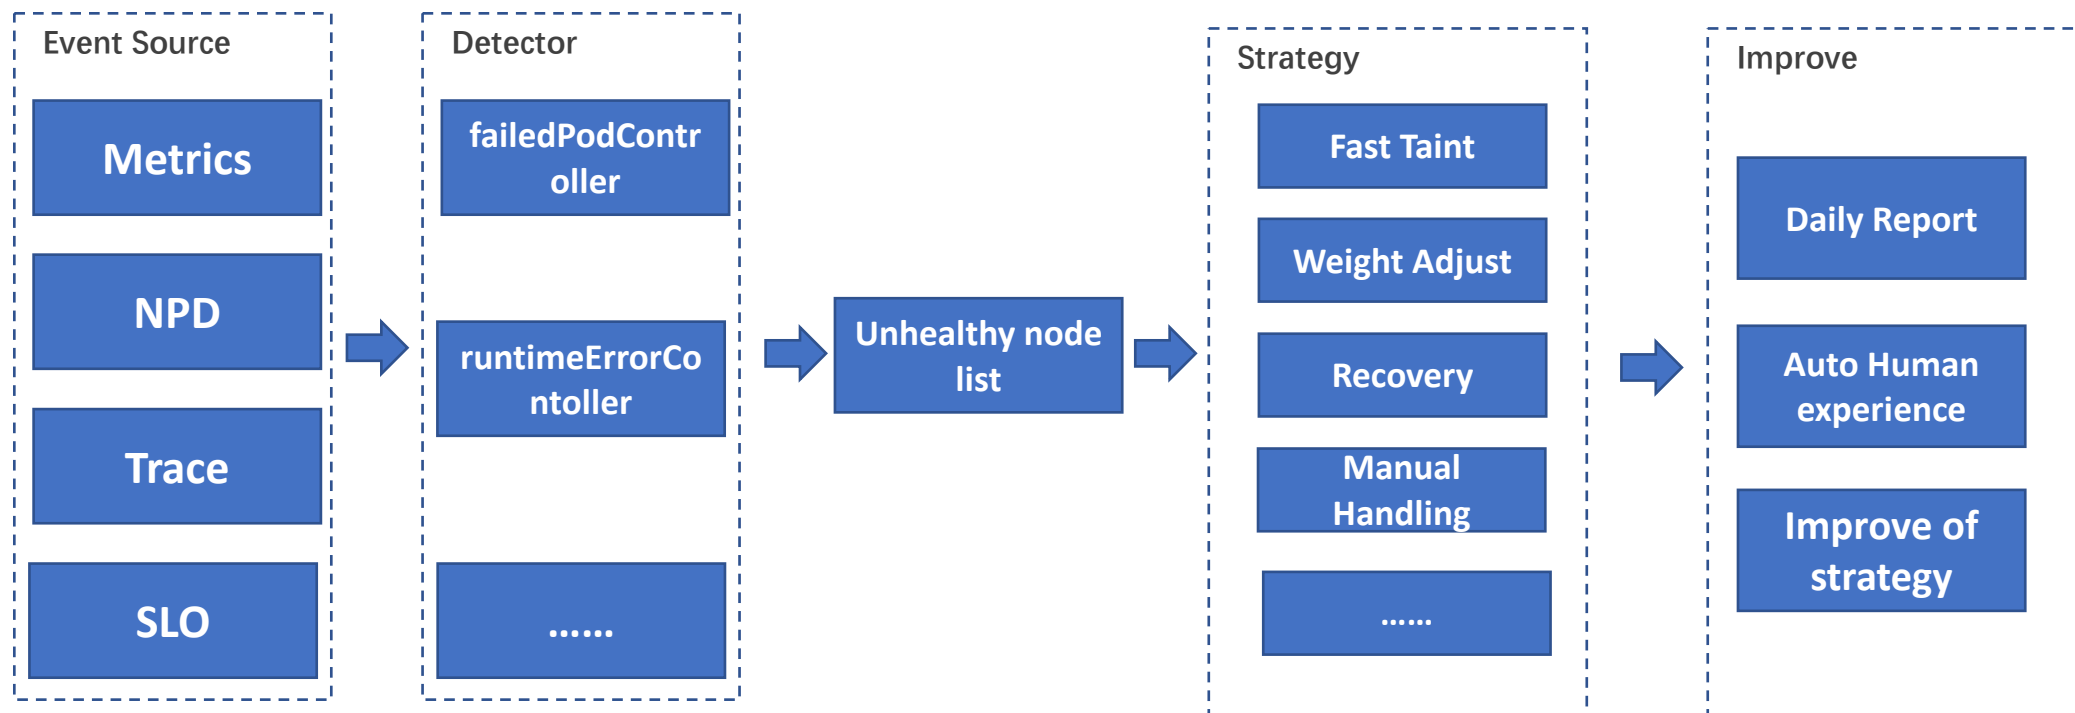 Event Source
Metrics
NPD
Trace
SLO
Detector
failedPodContr
oller
runtimeErrorCo
ntoller
......
Unhealthy node
list
Strategy
Fast Taint
Weight Adjust
Recovery
Manual
Handling
......
Improve
Daily Report
Auto Human
experience
Improve of
strategy